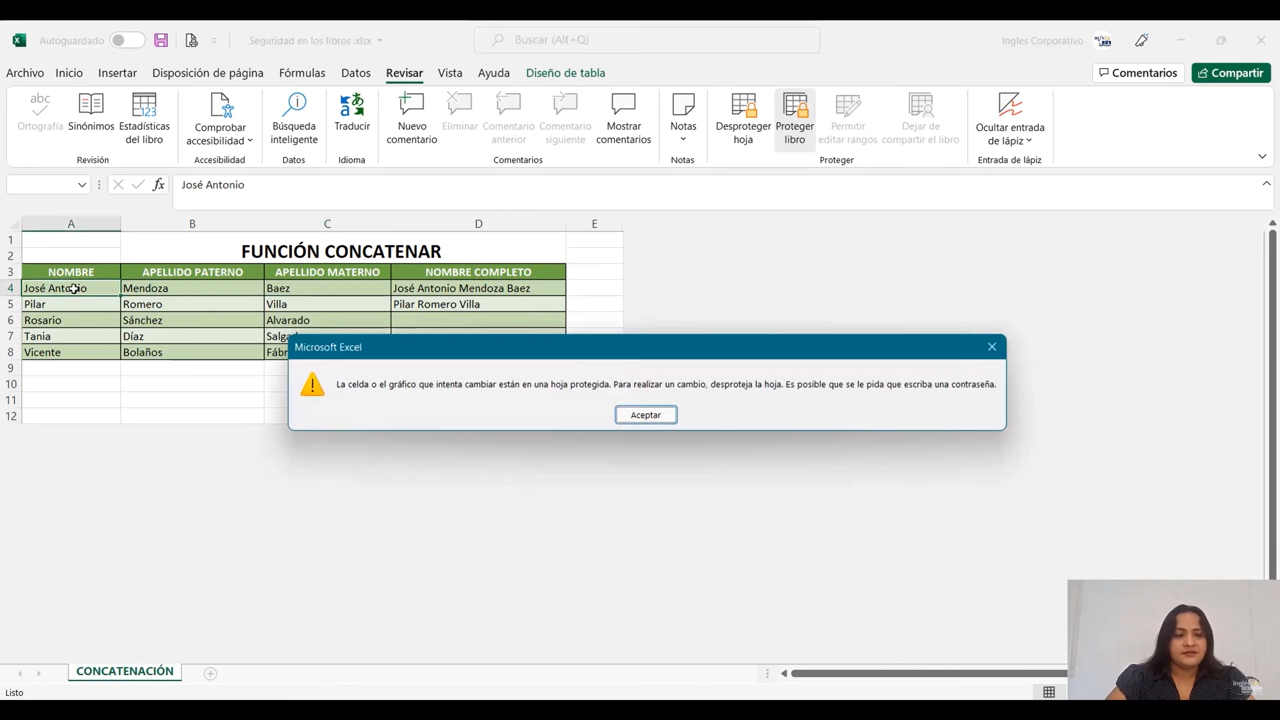 Autoguardado
Seguridad en los libros .xlsx
Buscar (Alt+Q)
Ingles Corporativo
Archivo Inicio Insertar Disposición de página Fórmulas Datos Revisar Vista Ayuda Diseño de tabla
Comentarios
Compartir
abc
Ortografía
Sinónimos
123
Estadísticas
del libro
Comprobar
accesibilidad
Búsqueda
inteligente
Traducir
Nuevo
comentario
Eliminar
Comentario
anterior
Comentario
siguiente
Mostrar
comentarios
Notas
Desproteger
hoja
Proteger
libro
Permitir
editar rangos
Dejar de
compartir el libro
Ocultar entrada
de lápiz
Revisión Accesibilidad Datos Idioma Comentarios Notas Proteger Entrada de lápiz
fx José Antonio
A B C D E
1
2 FUNCIÓN CONCATENAR
3 NOMBRE APELLIDO PATERNO APELLIDO MATERNO NOMBRE COMPLETO
4 José Antonio Mendoza Baez José Antonio Mendoza Baez
5 Pilar Romero Villa Pilar Romero Villa
6 Rosario Sánchez Alvarado
7 Tania Díaz
8 Vicente Bolaños
9
10
11
12
Microsoft Excel
La celda o el gráfico que intenta cambiar están en una hoja protegida. Para realizar un cambio, desproteja la hoja. Es posible que se le pida que escriba una contraseña.
Aceptar
CONCATENACIÓN
Listo